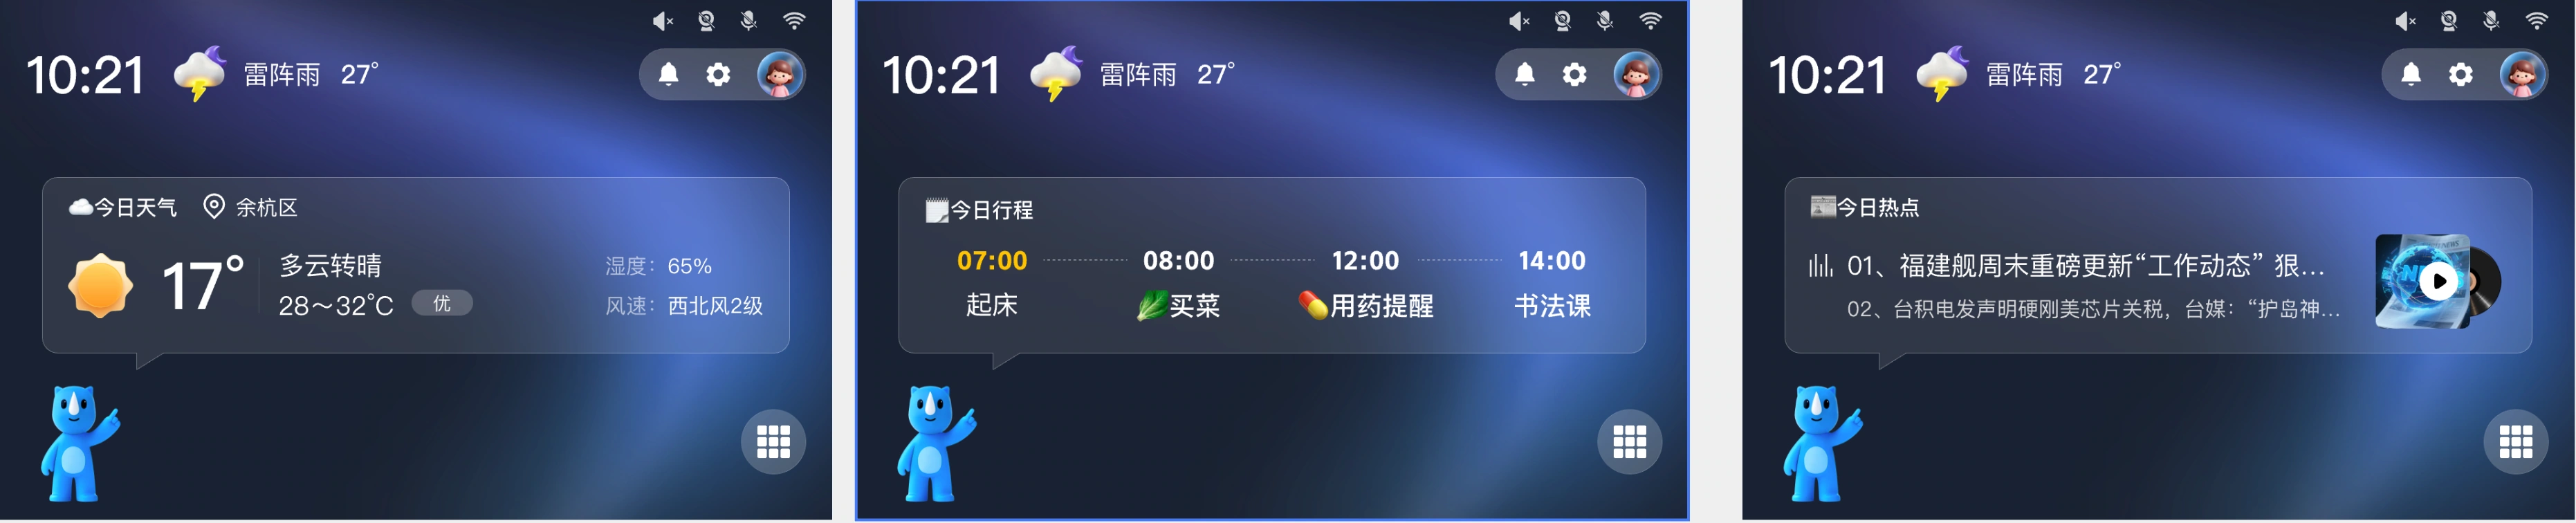 10:21 雷阵雨 27°
今日天气 余杭区
17°
多云转晴
28～32°C 优
湿度：65%
风速：西北风2级
10:21 雷阵雨 27°
今日行程
07:00 08:00 12:00 14:00
起床 买菜 用药提醒 书法课
10:21 雷阵雨 27°
今日热点
01、福建舰周末重磅更新“工作动态” 狠...
02、台积电发声明硬刚美芯片关税，台媒：“护岛神...